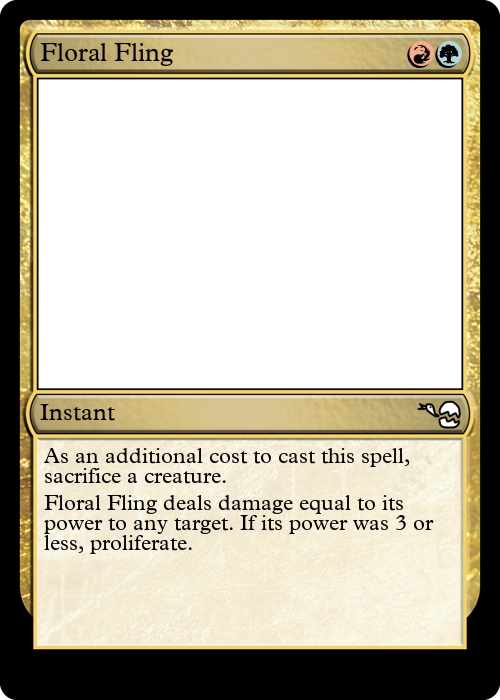 Floral Fling
Instant
As an additional cost to cast this spell,
sacrifice a creature.
Floral Fling deals damage equal to its
power to any target. If its power was 3 or
less, proliferate.